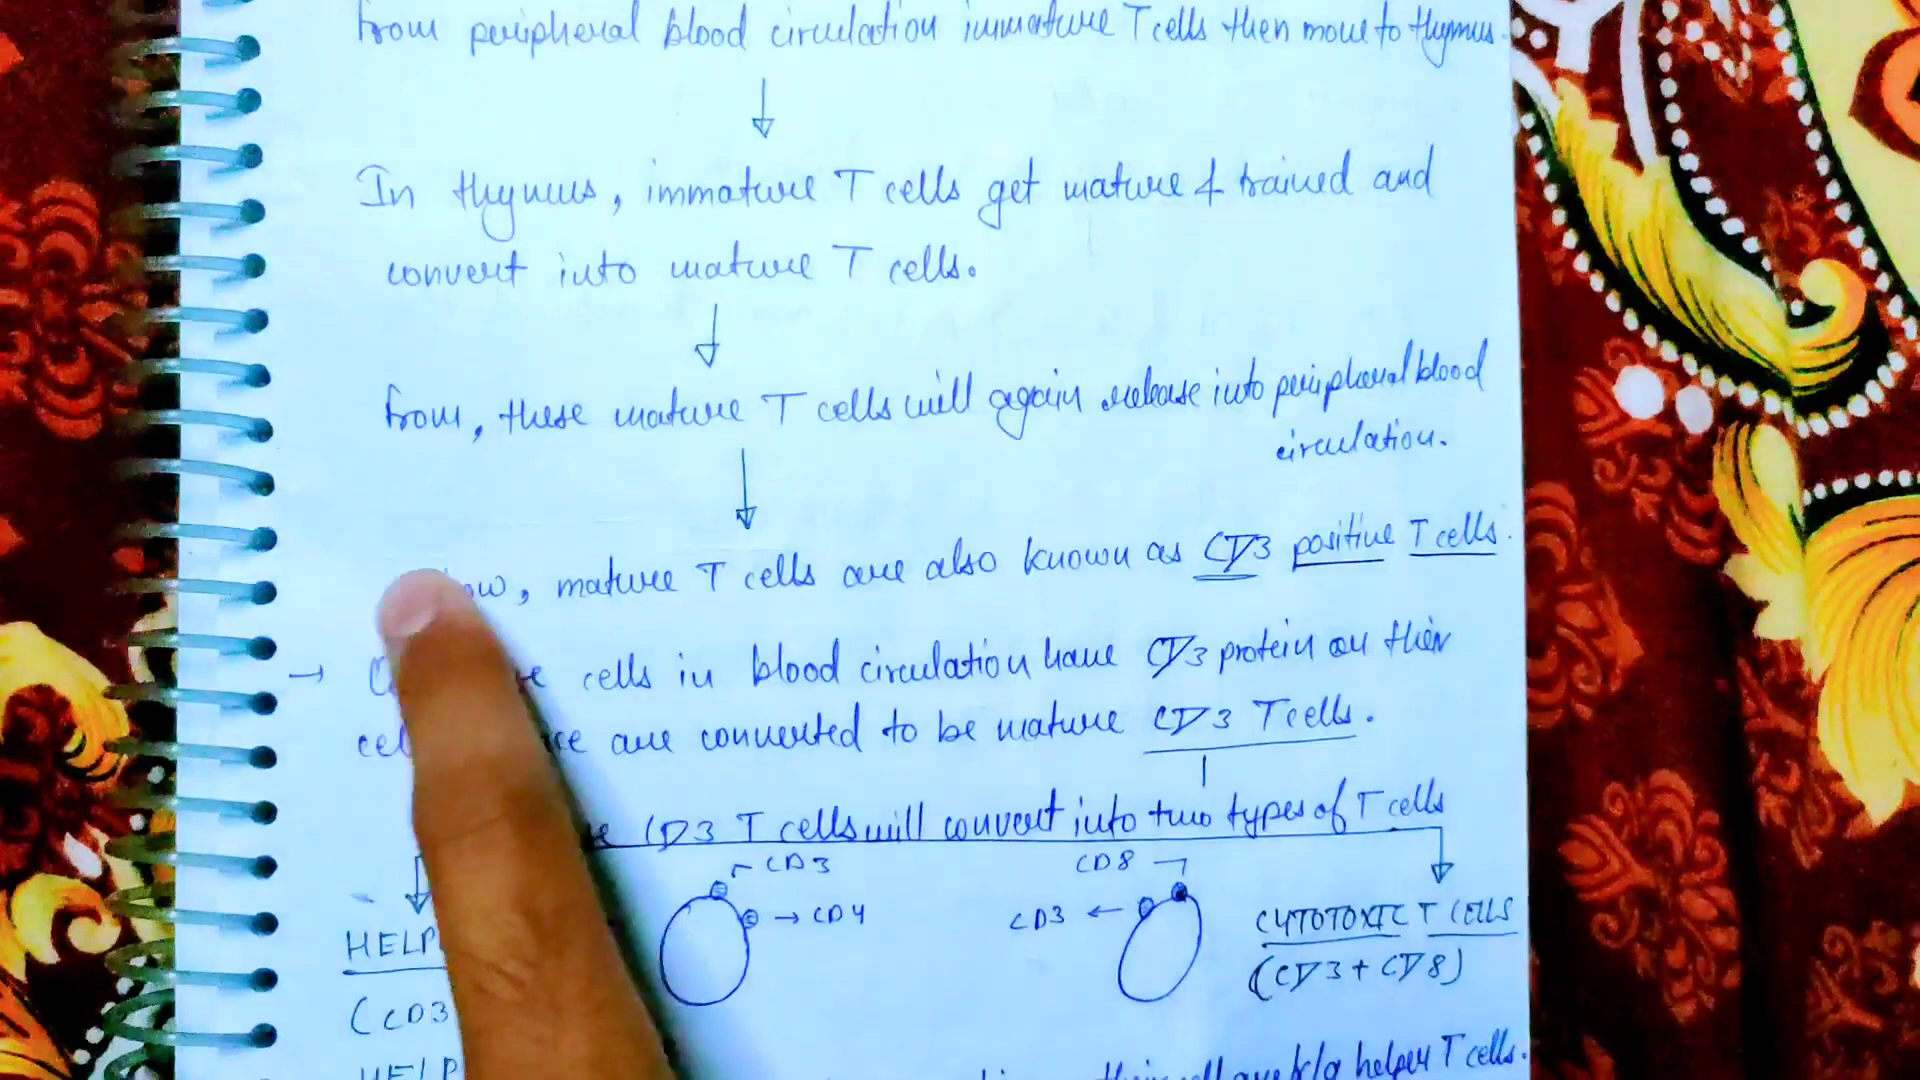 from peripheral blood circulation immature T cells then move to thymus.
In thymus, immature T cells get mature & trained and
convert into mature T cells.
from, these mature T cells will again release into peripheral blood
circulation.
mature T cells are also known as CD3 positive T cells.
→ cells in blood circulation have CD3 protein on their
are converted to be mature CD3 T cells.
CD3 T cells will convert into two types of T cells
CD3
CD8
→ CD4
CD3 ←
CYTOTOXIC T CELLS
HELP
(CD3 + CD8)
(CD3
HELP
helper T cells.